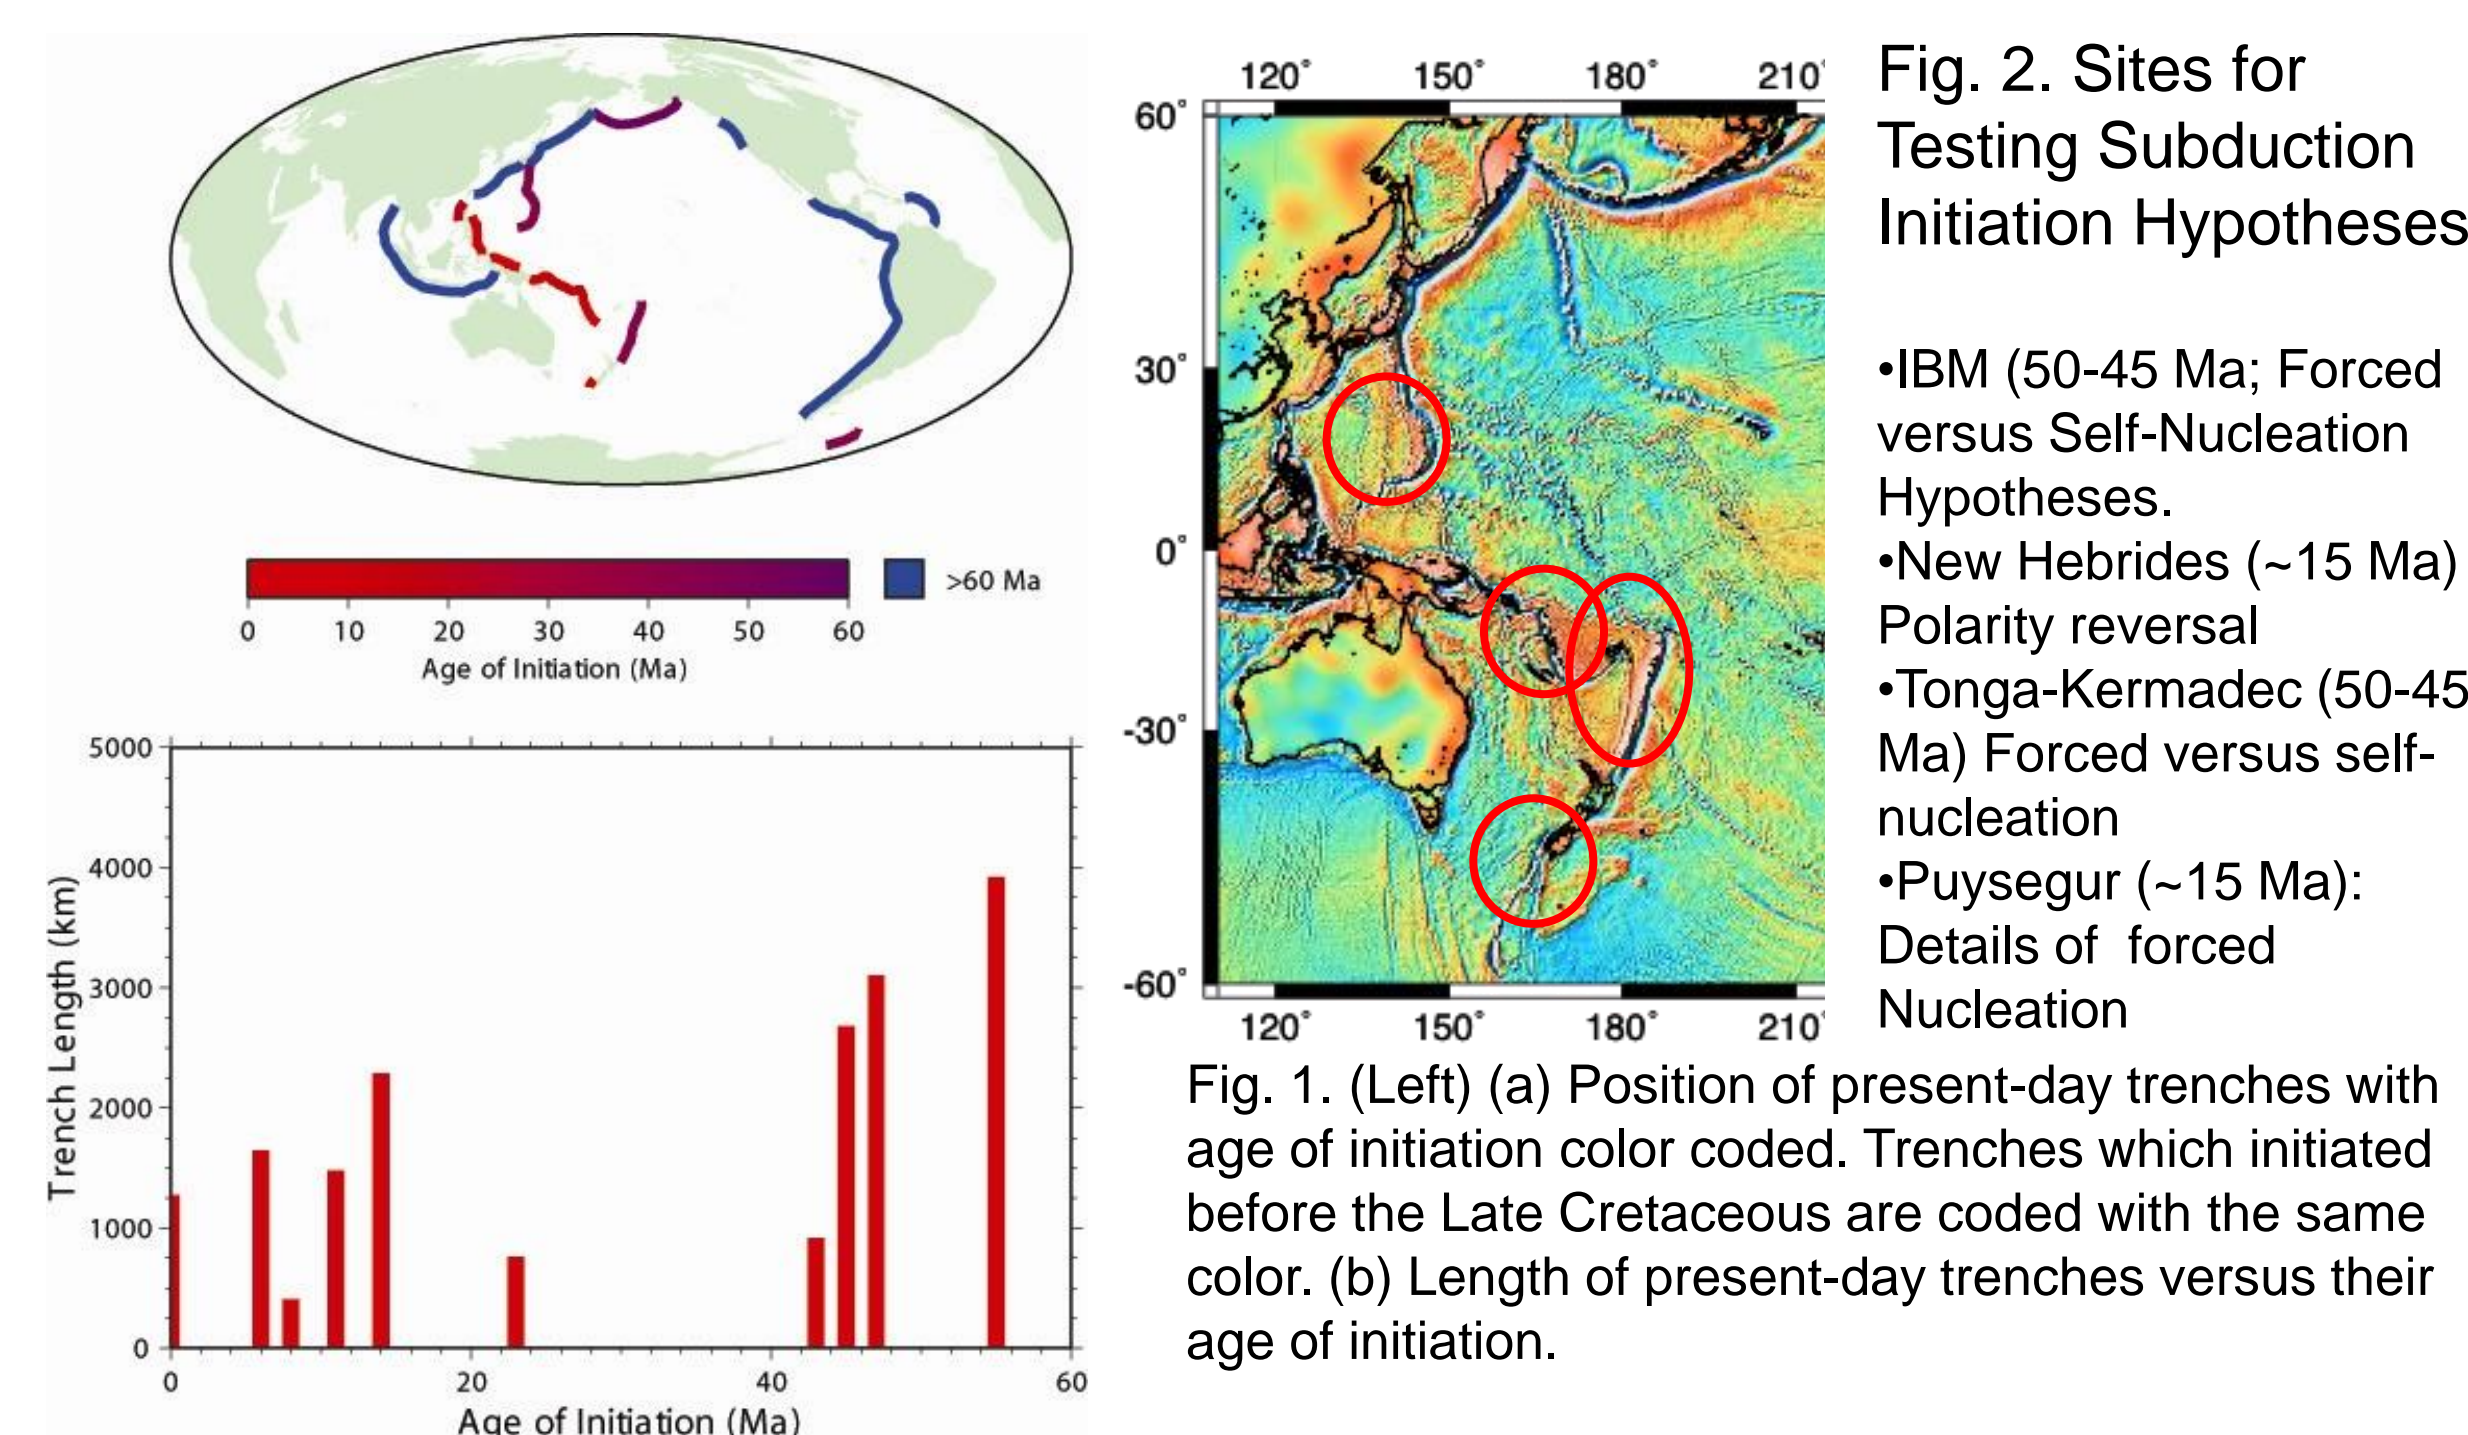 0
10
20
30
40
50
60
>60 Ma
Age of Initiation (Ma)
5000
4000
3000
2000
1000
0
Trench Length (km)
0
20
40
60
Age of Initiation (Ma)
120°
150°
180°
210°
60°
30°
0°
-30°
-60°
120°
150°
180°
210°
Fig. 2. Sites for
Testing Subduction
Initiation Hypotheses
•IBM (50-45 Ma; Forced
versus Self-Nucleation
Hypotheses.
•New Hebrides (~15 Ma)
Polarity reversal
•Tonga-Kermadec (50-45
Ma) Forced versus self-
nucleation
•Puysegur (~15 Ma):
Details of  forced
Nucleation
Fig. 1. (Left) (a) Position of present-day trenches with
age of initiation color coded. Trenches which initiated
before the Late Cretaceous are coded with the same
color. (b) Length of present-day trenches versus their
age of initiation.